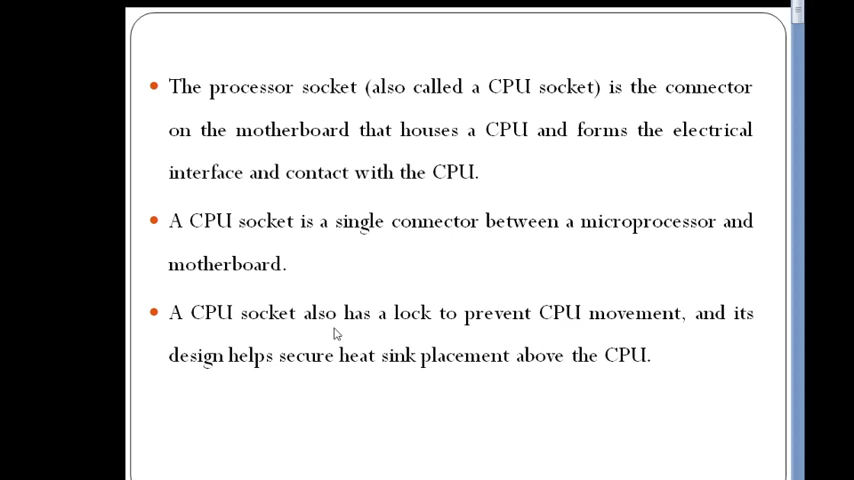 • The processor socket (also called a CPU socket) is the connector
on the motherboard that houses a CPU and forms the electrical
interface and contact with the CPU.
• A CPU socket is a single connector between a microprocessor and
motherboard.
• A CPU socket also has a lock to prevent CPU movement, and its
design helps secure heat sink placement above the CPU.